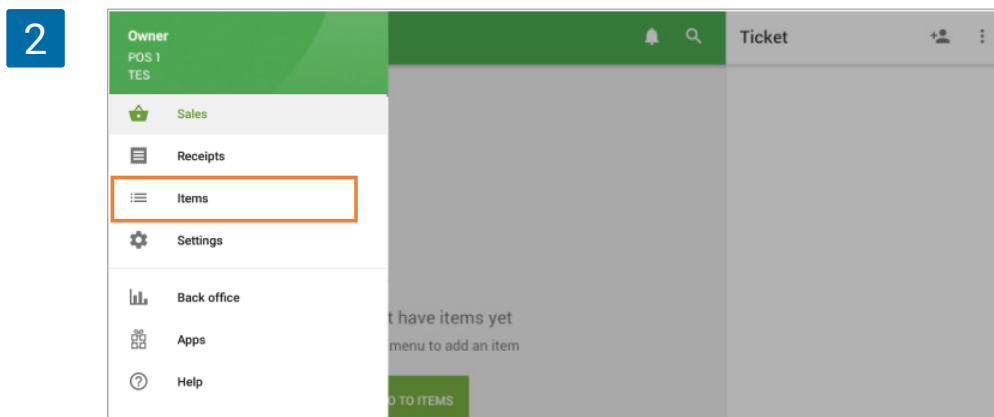 2
Owner
POS 1
TES
Ticket
Sales
Receipts
Items
Settings
Back office
Apps
Help
t have items yet
menu to add an item
O TO ITEMS